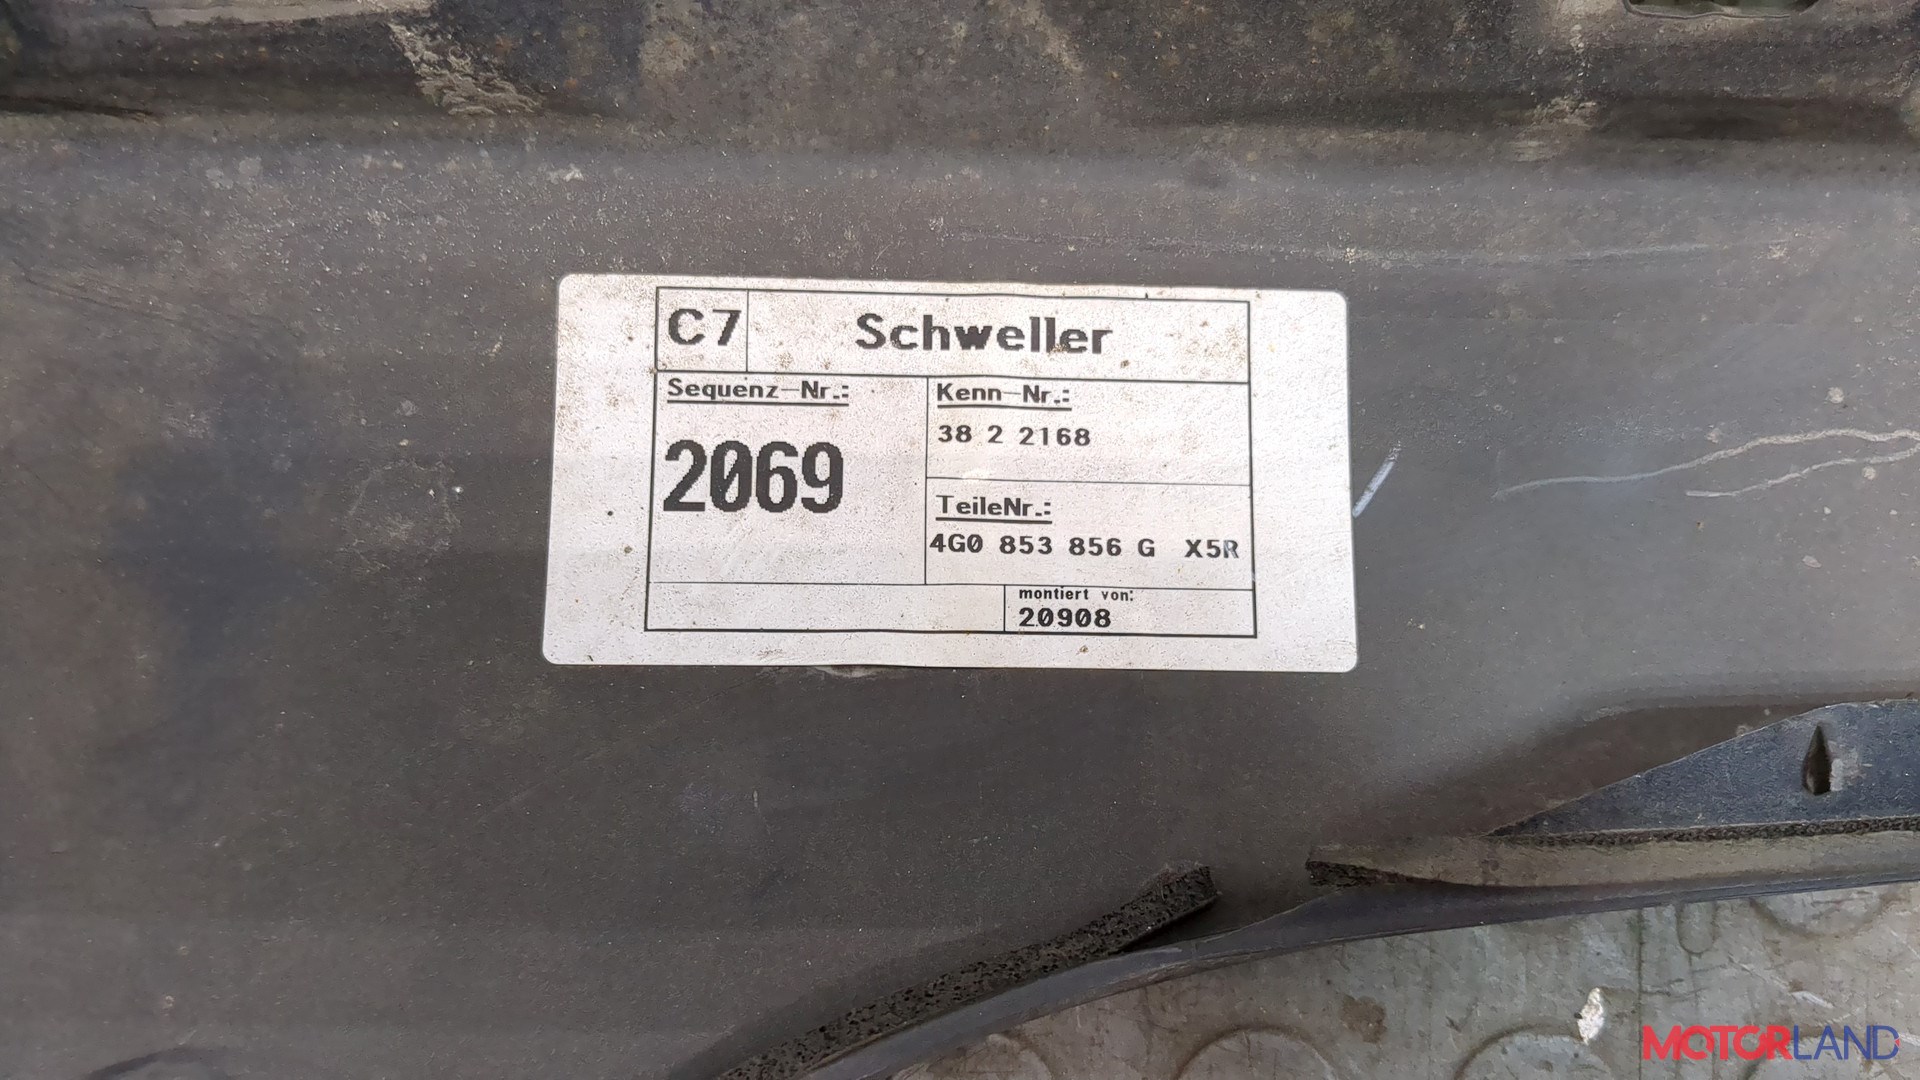 C7 Schweller
Sequenz-Nr.:
2069
Kenn-Nr.:
38 2 2168
TeileNr.:
4G0 853 856 G X5R
montiert von:
20908
MOTORLAND